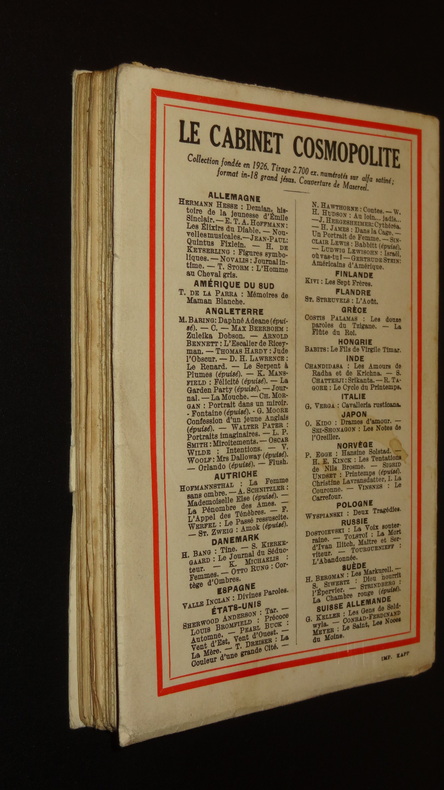 LE CABINET COSMOPOLITE
Collection fondée en 1926. Tirage 2.700 ex. numérotés sur alfa satiné;
format in-18 grand jésus. Couverture de Masereel.
ALLEMAGNE
HERMANN HESSE : Demian, his-
toire de la jeunesse d'Émile
Sinclair. — E. T. A. HOFFMANN :
Les Elixirs du Diable. — Nou-
velles musicales. — JEAN-PAUL :
Quintus Fixlein. — H. DE
KEYSERLING : Figures symbo-
liques. — NOVALIS : Journal in-
time. — T. STORM : L'Homme
au Cheval gris.
AMÉRIQUE DU SUD
T. DE LA PARRA : Mémoires de
Maman Blanche.
ANGLETERRE
M. BARING : Daphné Adeane (épui-
sé). — C. — MAX BEERBOHM :
Zuleika Dobson. — ARNOLD
BENNETT : L'Escalier de Ricey-
man. — THOMAS HARDY : Jude
l'Obscur. — D. H. LAWRENCE :
Le Renard. — Le Serpent à
Plumes (épuisé). — K. MANS-
FIELD : Félicité (épuisé). — La
Garden Party (épuisé). — Jour-
nal. — La Mouche. — CH. MOR-
GAN : Portrait dans un miroir.
- Fontaine (épuisé). - G. MOORE
Confession d'un jeune Anglais
(épuisé). — WALTER PATER :
Portraits imaginaires. — L. P.
SMITH : Miroitements. — OSCAR
WILDE : Intentions. — V.
WOOLF : Mrs Dalloway (épuisé).
— Orlando (épuisé). — Flush.
AUTRICHE
HOFMANNSTHAL : La Femme
sans ombre. — A. SCHNITZLER :
Mademoiselle Else (épuisé). —
La Pénombre des Ames. —
L'Appel des Ténèbres. — F.
WERFEL : Le Passé ressuscité.
— ST. ZWEIG : Amok (épuisé).
DANEMARK
H. BANG : Tine. — S. KIERKE-
GAARD : Le Journal du Séduc-
teur. — K. MICHAELIS :
Femmes. — OTTO RUNG : Cor-
tège d'Ombres.
ESPAGNE
VALLE INCLAN : Divines Paroles.
ÉTATS-UNIS
SHERWOOD ANDERSON : Tar. —
LOUIS BROMFIELD : Précoce
Automne. — PEARL BUCK :
Vent d'Est, Vent d'Ouest. —
La Mère. — T. DREISER : La
Couleur d'une grande Cité. —
N. HAWTHORNE : Contes. — W.
H. HUDSON : Au loin... jadis...
— J. HERGESHEIMER : Cythérea.
— H. JAMES : Dans la Cage. —
Un Portrait de Femme. — SIN-
CLAIR LEWIS : Babbitt (épuisé).
— LUDWIG LEWISOHN : Israël,
où vas-tu ? — GERTRUDE STEIN :
Américains d'Amérique.
FINLANDE
KIVI : Les Sept Frères.
FLANDRE
ST. STREUVELS : L'Août.
GRÈCE
COSTIS PALAMAS : Les douze
paroles du Tzigane. — La
Flûte du Roi.
HONGRIE
BABITS : Le Fils de Virgile Timar.
INDE
CHANDIDASA : Les Amours de
Radha et de Krichna. — S.
CHATTERJI : Srikanta. — R. TA-
GORE : Le Cycle du Printemps.
ITALIE
G. VERGA : Cavalleria rusticana.
JAPON
O. KIDO : Drames d'amour. —
SEI-SHONAGON : Les Notes de
l'Oreiller.
NORVÈGE
P. EGGE : Hansine Solstad. —
H. E. KINCK : Les Tentations
de Nils Brosme. — SIGRID
UNDSET : Printemps (épuisé).
Christine Lavransdatter, I. La
Couronne. — VINSNES : Le
Carrefour.
POLOGNE
WYSPIANSKI : Deux Tragédies.
RUSSIE
DOSTOIEVSKY : La Voix souter-
raine. — TOLSTOÏ : La Mort
d'Ivan Ilitch, Maître et Ser-
viteur. — TOURGUENIEFF :
L'Abandonnée.
SUÈDE
H. BERGMAN : Les Markurell. —
S. SIWERTZ : Dieu nourrit
l'Épervier. — STRINDBERG :
La Chambre rouge (épuisé).
SUISSE ALLEMANDE
G. KELLER : Les Gens de Seld-
wyla. — CONRAD-FERDINAND
MEYER : Le Saint, Les Noces
du Moine.
IMP. KAPP